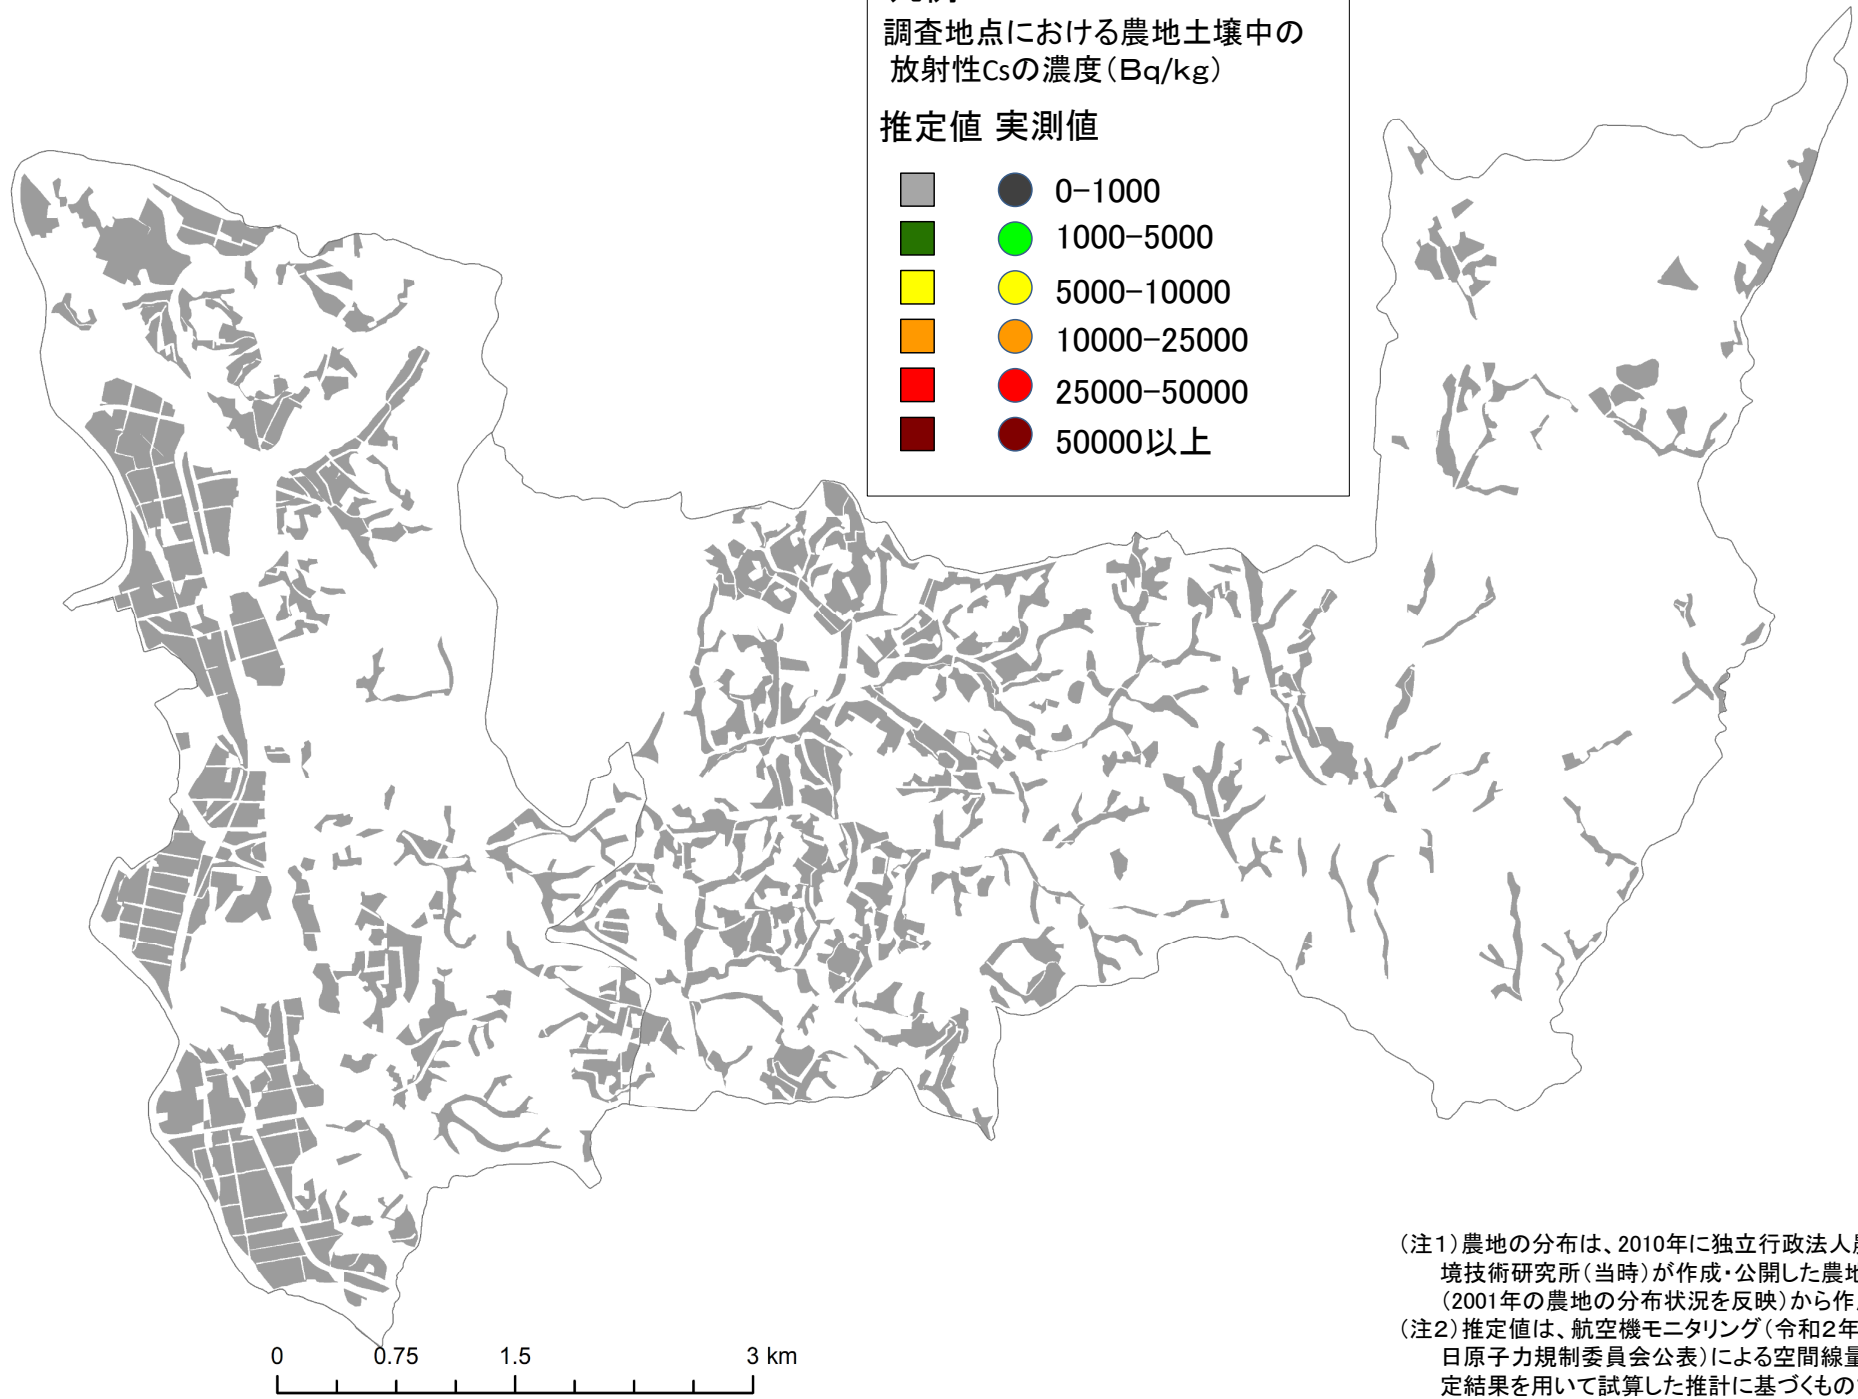 調査地点における農地土壌中の
放射性Csの濃度（Bq/kg）
推定値 実測値
0−1000
1000−5000
5000−10000
10000−25000
25000−50000
50000以上
0 0.75 1.5 3 km
（注１）農地の分布は、2010年に独立行政法人
境技術研究所（当時）が作成・公開した農地
（2001年の農地の分布状況を反映）から作
（注２）推定値は、航空機モニタリング（令和２年
日原子力規制委員会公表）による空間線量
定結果を用いて試算した推計に基づくもの